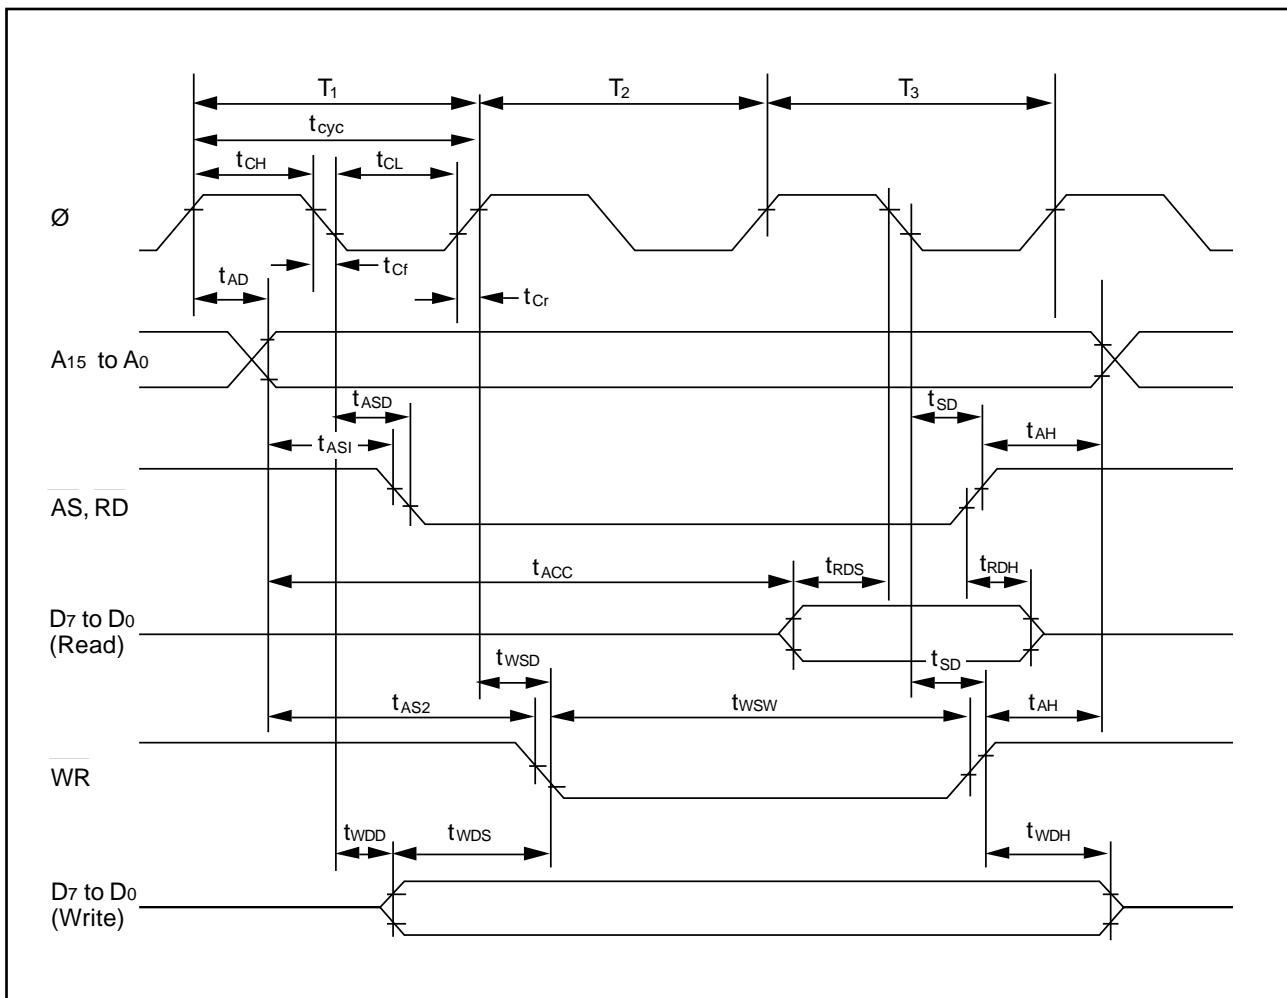 T1 T2 T3
tcyc
tCH tCL
Ø
tCf
tAD
tCr
A15 to A0
tASD tSD
tASI tAH
AS, RD
tACC tRDS tRDH
D7 to D0
(Read)
tWSD tSD
tAS2 tWSW tAH
WR
tWDD tWDS tWDH
D7 to D0
(Write)